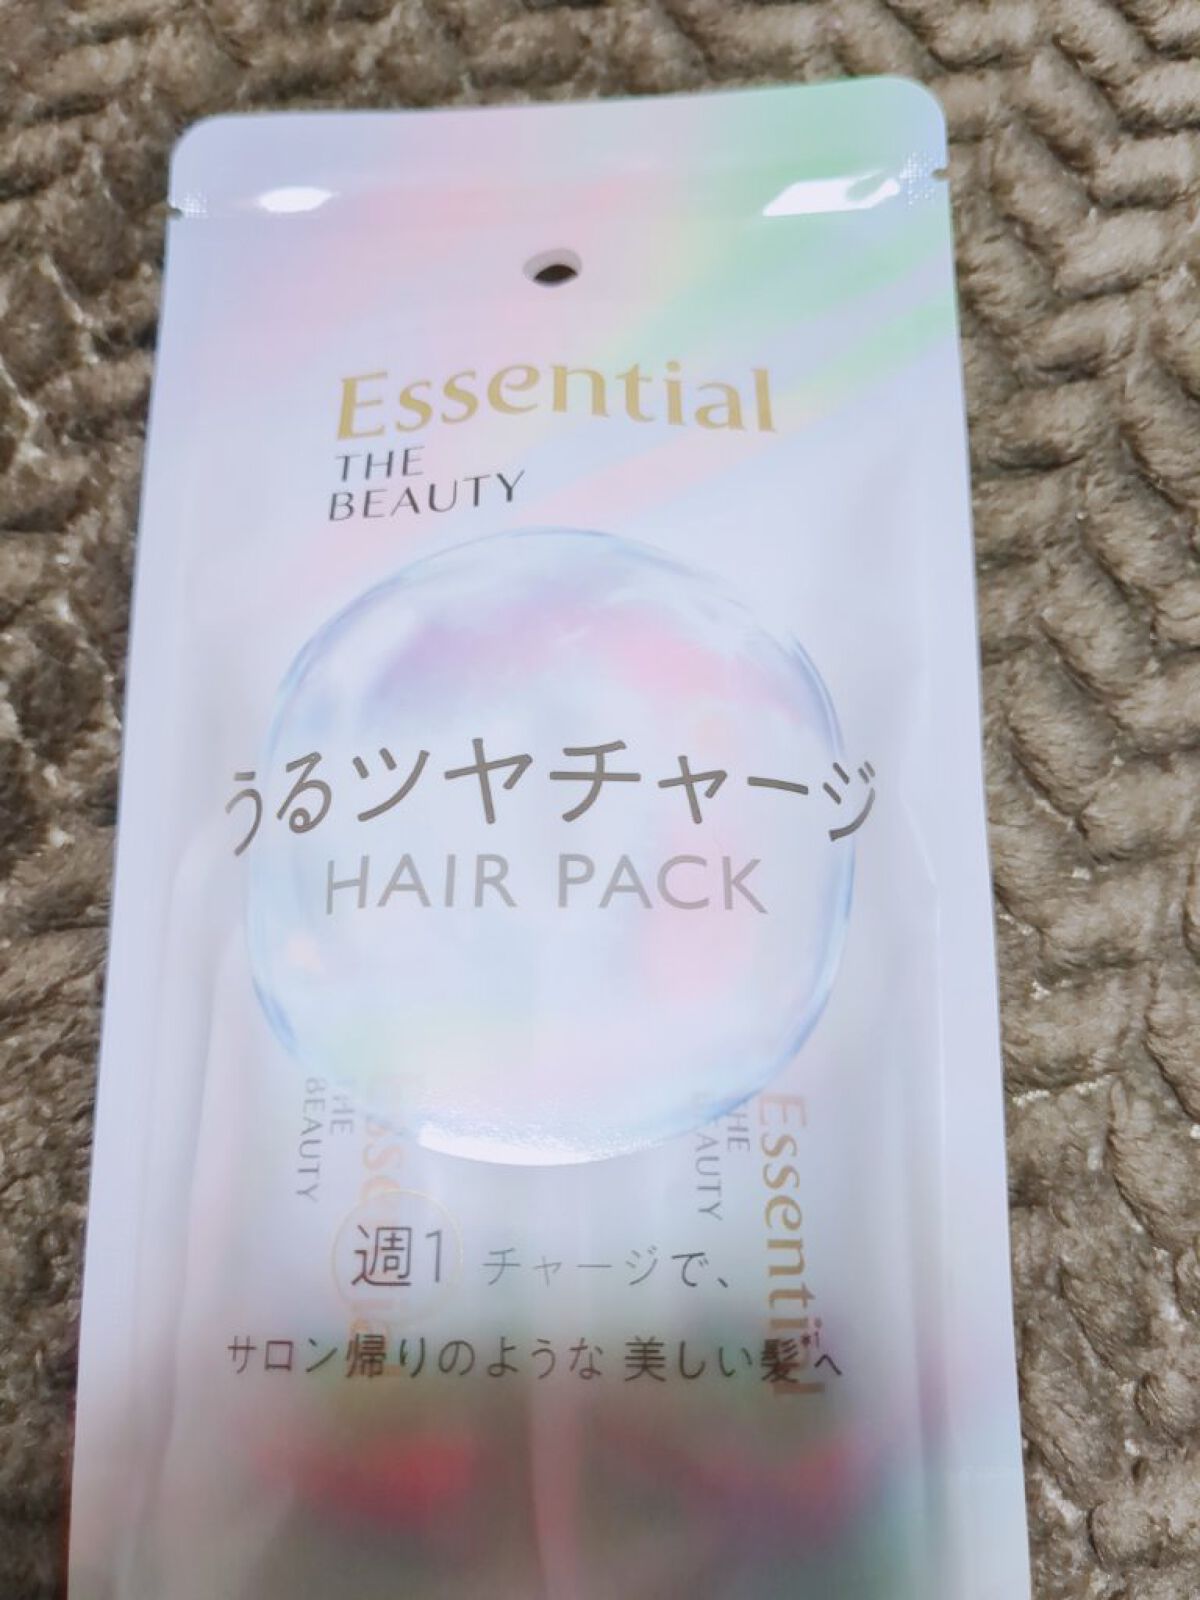 Essential
THE
BEAUTY
うるツヤチャージ
HAIR PACK
Essential
THE
BEAUTY
Essential
THE
BEAUTY
週1 チャージで、
サロン帰りのような 美しい髪*1へ